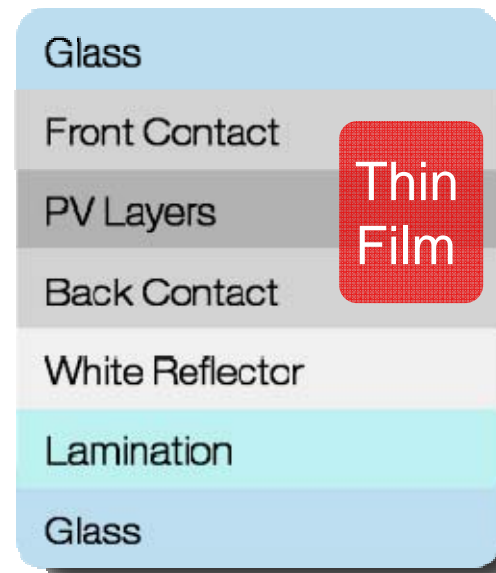 Glass
Front Contact
Thin
Film
PV Layers
Back Contact
White Reflector
Lamination
Glass